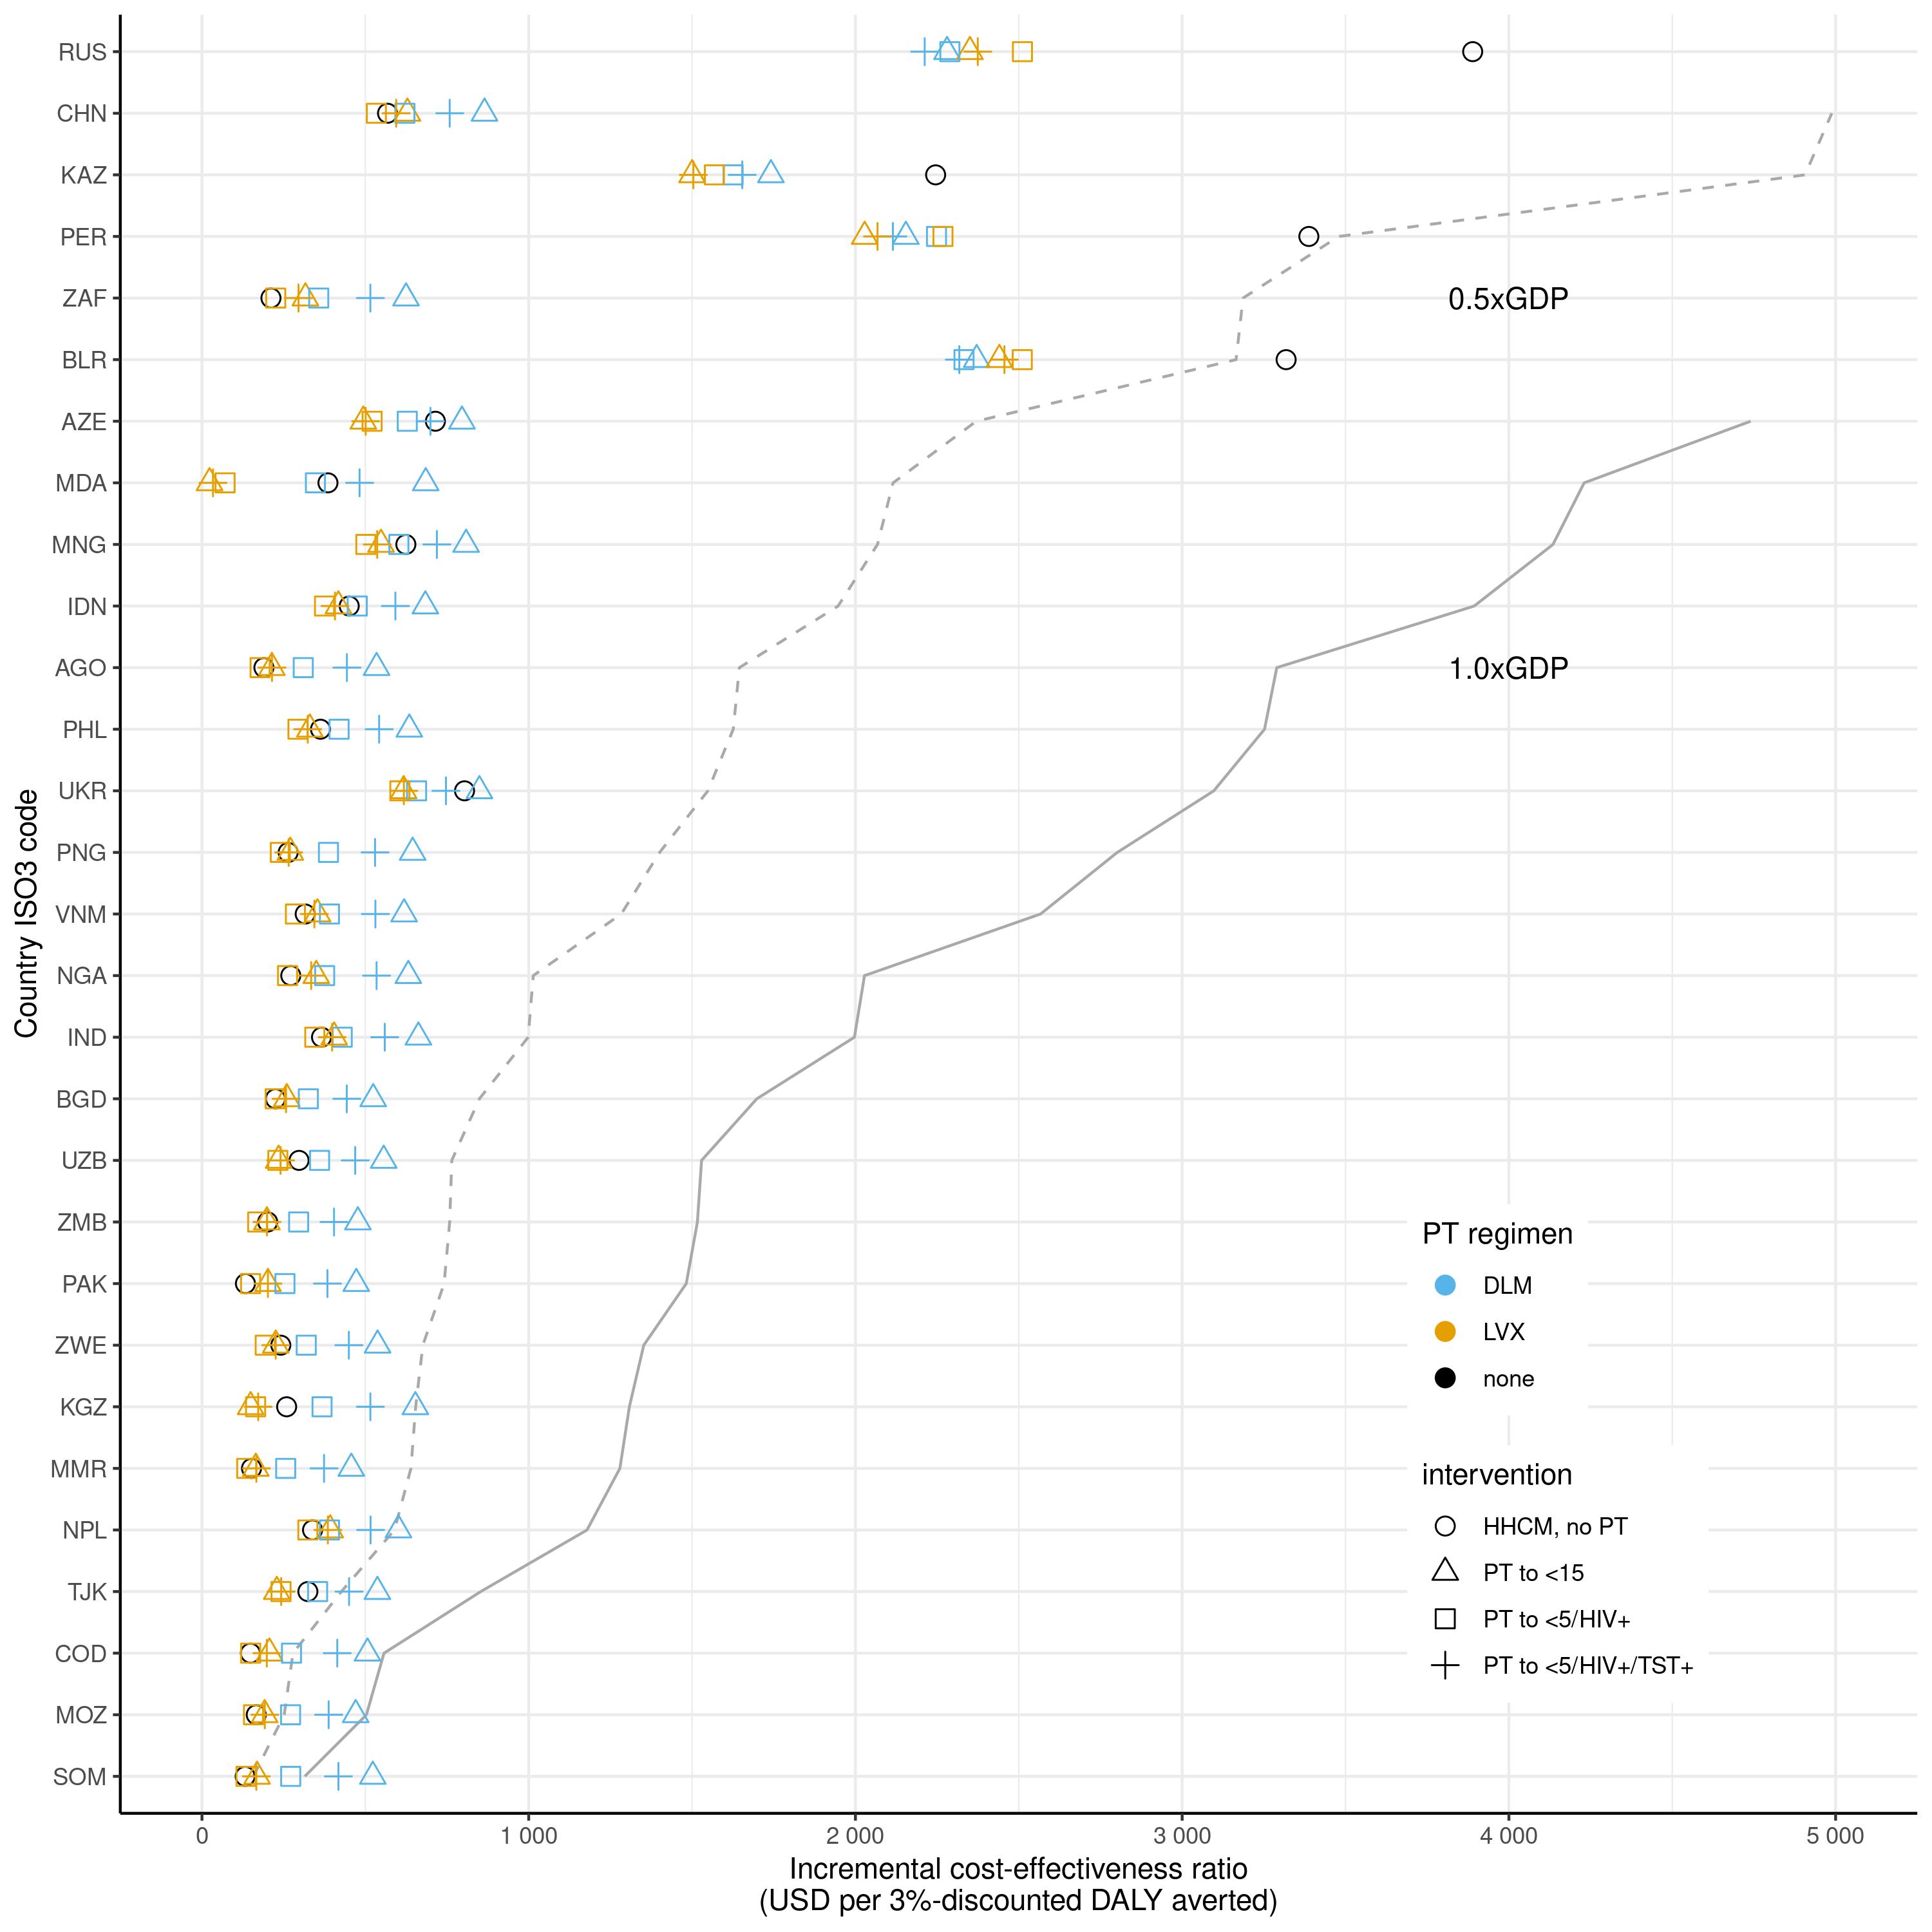 RUS
CHN
KAZ
PER
ZAF
0.5xGDP
BLR
AZE
MDA
MNG
IDN
AGO
1.0xGDP
PHL
UKR
PNG
VNM
NGA
IND
BGD
UZB
ZMB
PAK
ZWE
KGZ
MMR
NPL
TJK
COD
MOZ
SOM
Country ISO3 code
PT regimen
DLM
LVX
none
intervention
HHCM, no PT
PT to <15
PT to <5/HIV+
PT to <5/HIV+/TST+
0 1 000 2 000 3 000 4 000 5 000
Incremental cost-effectiveness ratio
(USD per 3%-discounted DALY averted)